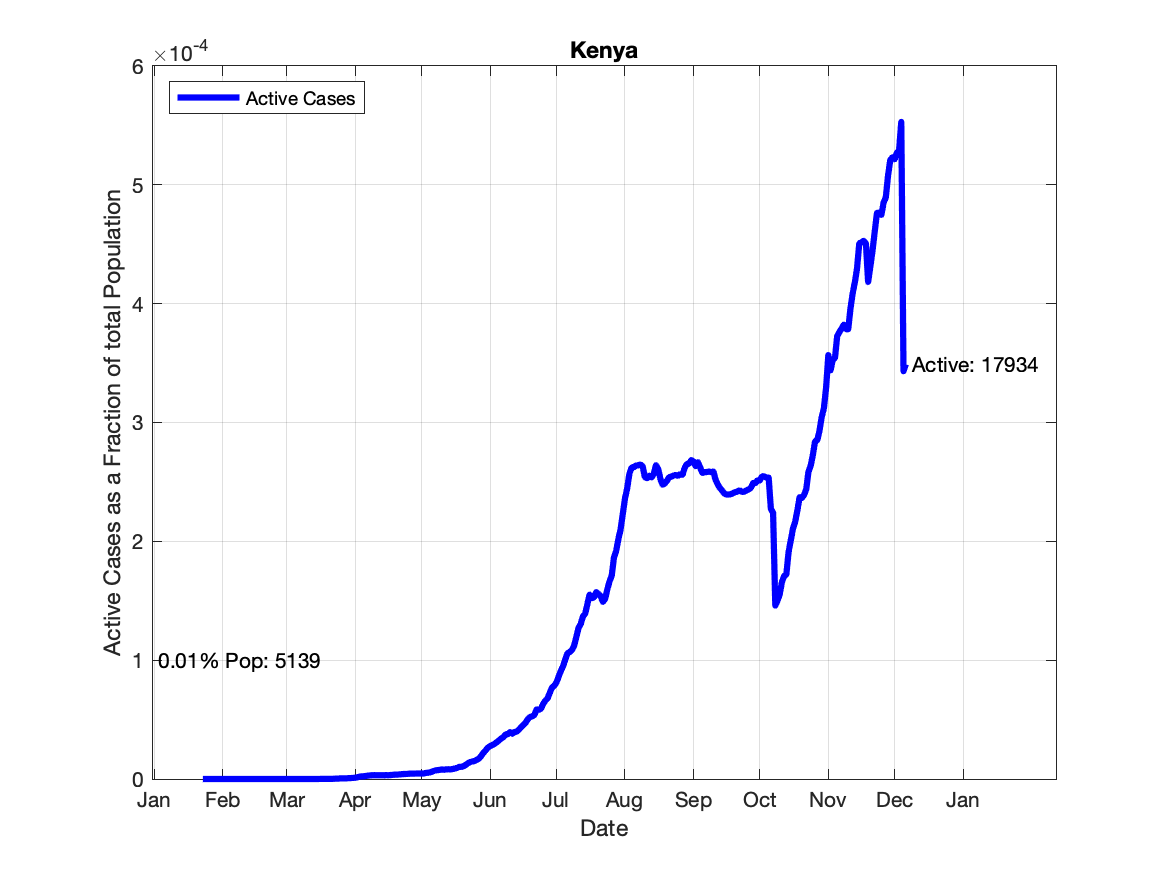 Kenya
×10-4
6
5
4
3
2
1
0
Active Cases as a Fraction of total Population
Active Cases
Active: 17934
0.01% Pop: 5139
Jan Feb Mar Apr May Jun Jul Aug Sep Oct Nov Dec Jan
Date